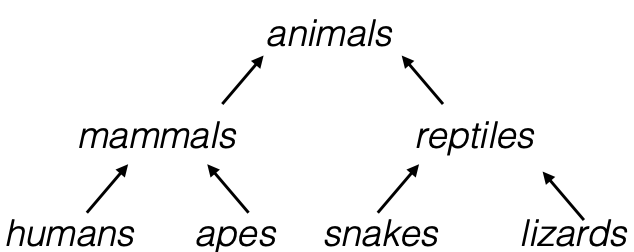 animals
mammals reptiles
humans apes snakes lizards